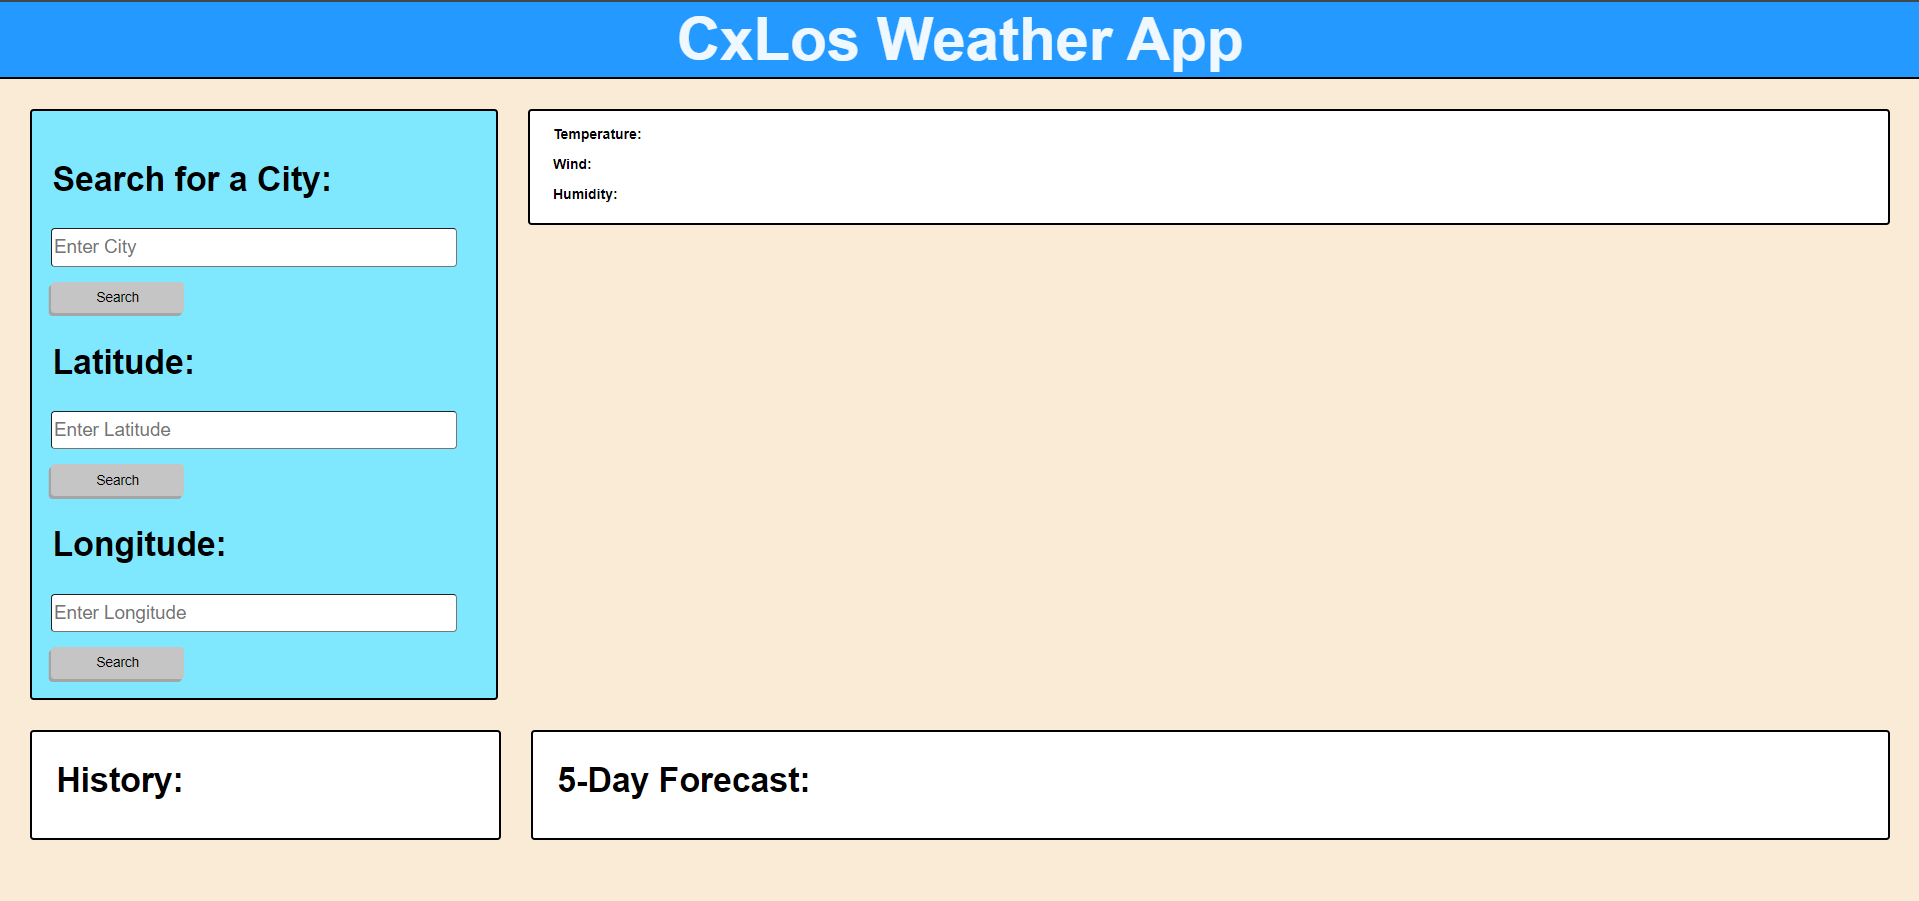 CxLos Weather App
Search for a City:
Enter City
Search
Latitude:
Enter Latitude
Search
Longitude:
Enter Longitude
Search
Temperature:
Wind:
Humidity:
History:
5-Day Forecast: